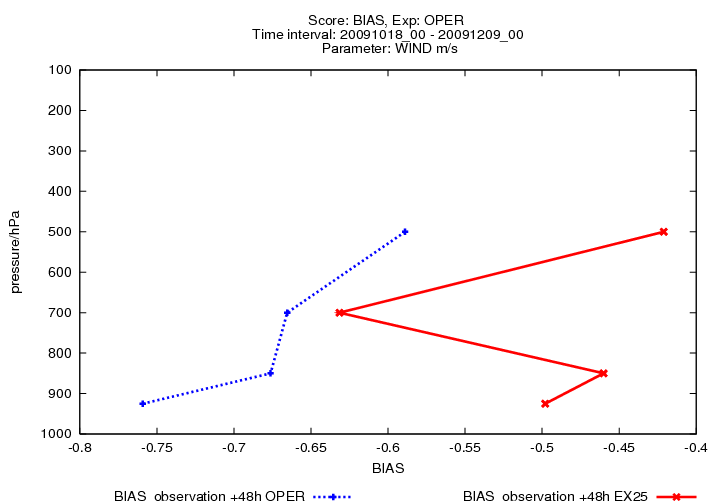 Score: BIAS, Exp: OPER
Time interval: 20091018_00 - 20091209_00
Parameter: WIND m/s
100
200
300
400
500
600
700
800
900
1000
pressure/hPa
-0.8 -0.75 -0.7 -0.65 -0.6 -0.55 -0.5 -0.45 -0.4
BIAS
BIAS observation +48h OPER BIAS observation +48h EX25